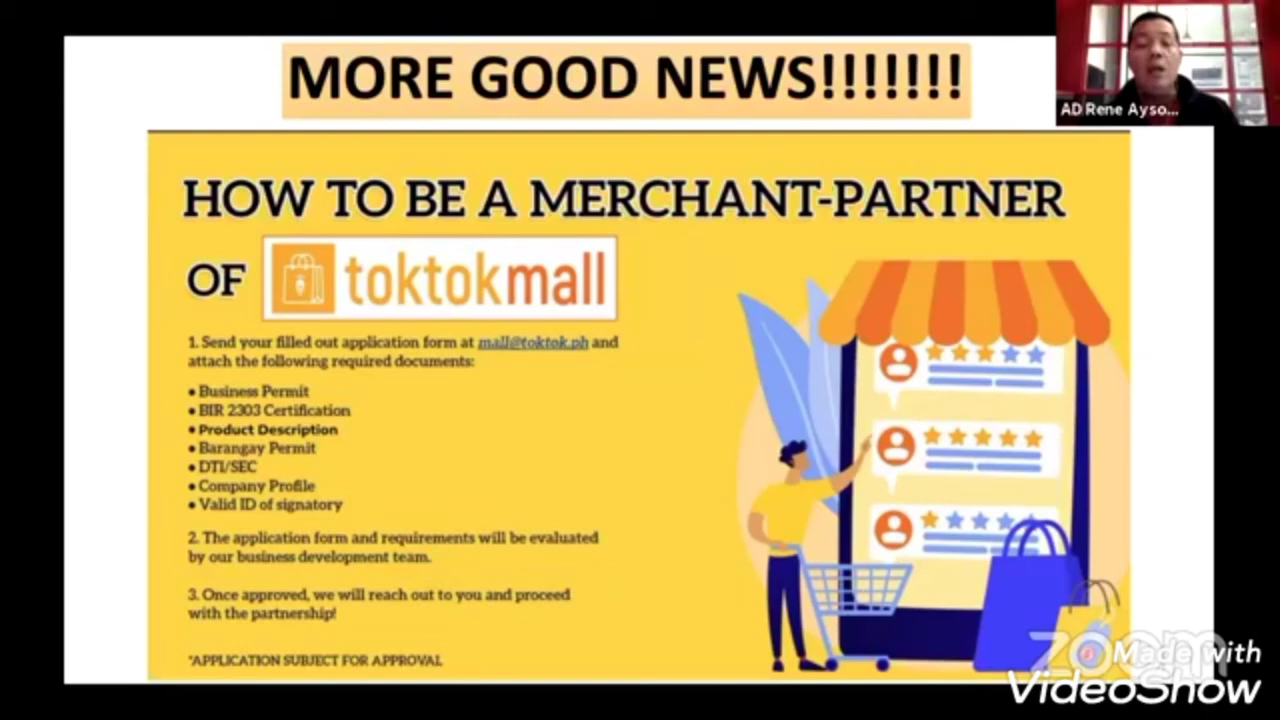 MORE GOOD NEWS!!!!!!!
AD Rene Ayso...
HOW TO BE A MERCHANT-PARTNER
OF toktokmall
1. Send your filled out application form at mall@toktok.ph and
attach the following required documents:
• Business Permit
• BIR 2303 Certification
• Product Description
• Barangay Permit
• DTI/SEC
• Company Profile
• Valid ID of signatory
2. The application form and requirements will be evaluated
by our business development team.
3. Once approved, we will reach out to you and proceed
with the partnership!
*APPLICATION SUBJECT FOR APPROVAL
zoom
Made with
VideoShow